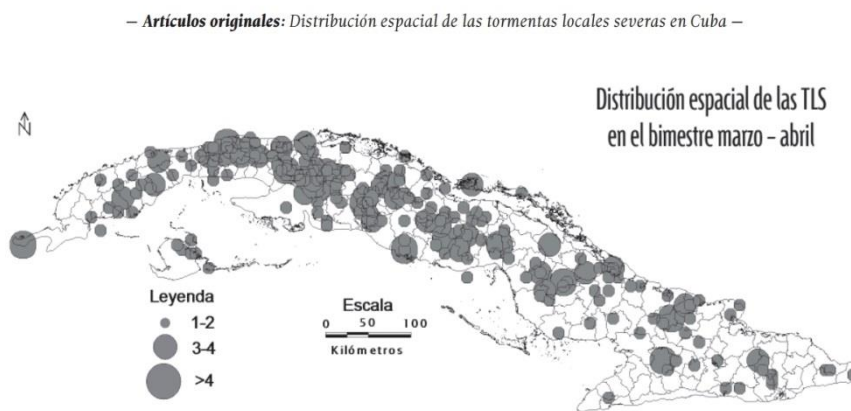 – Artículos originales: Distribución espacial de las tormentas locales severas en Cuba –
Distribución espacial de las TLS
en el bimestre marzo – abril
N
Leyenda
1-2
3-4
>4
Escala
0 50 100
Kilómetros